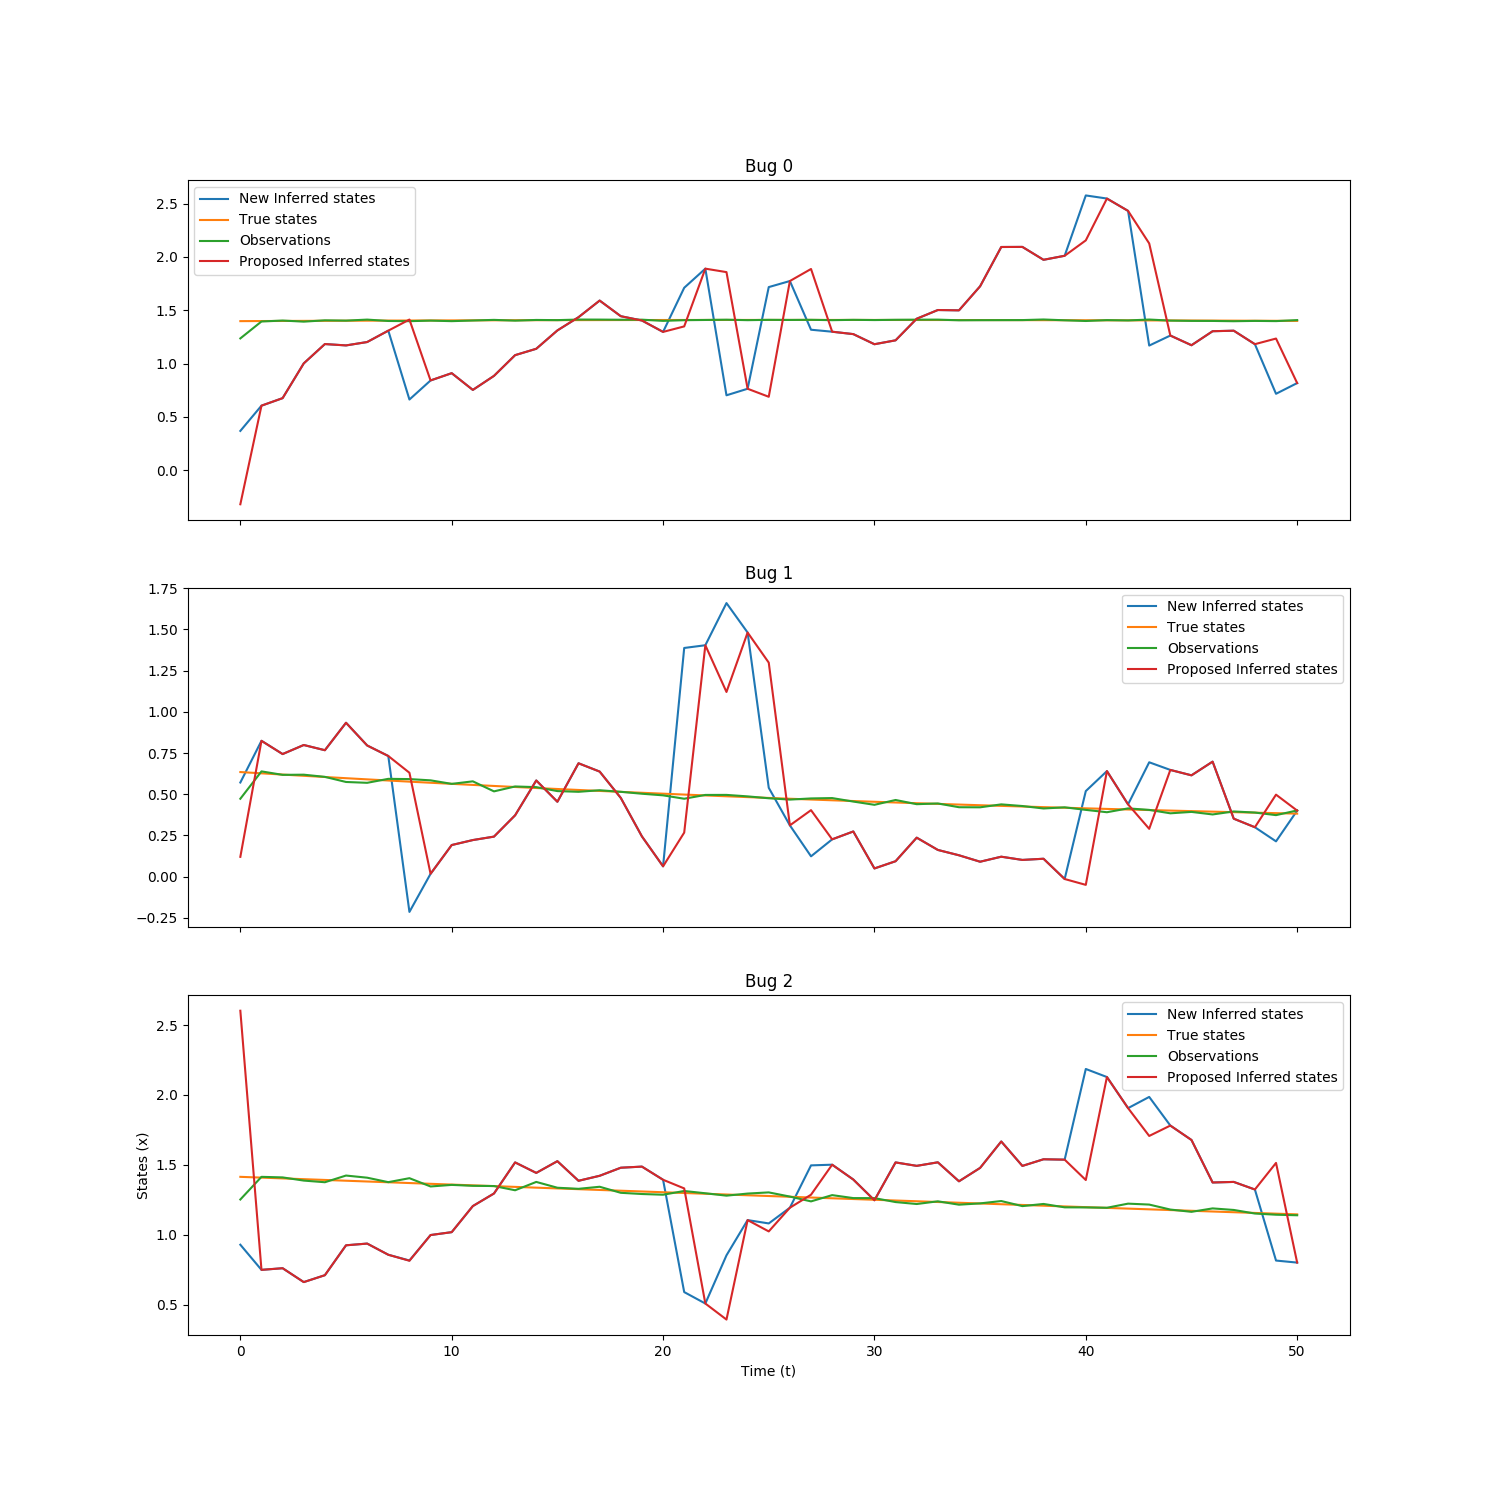 Bug 0
New Inferred states
True states
Observations
Proposed Inferred states
2.5
2.0
1.5
1.0
0.5
0.0
Bug 1
New Inferred states
True states
Observations
Proposed Inferred states
1.75
1.50
1.25
1.00
0.75
0.50
0.25
0.00
−0.25
Bug 2
New Inferred states
True states
Observations
Proposed Inferred states
2.5
2.0
1.5
1.0
0.5
States (x)
0 10 20 30 40 50
Time (t)